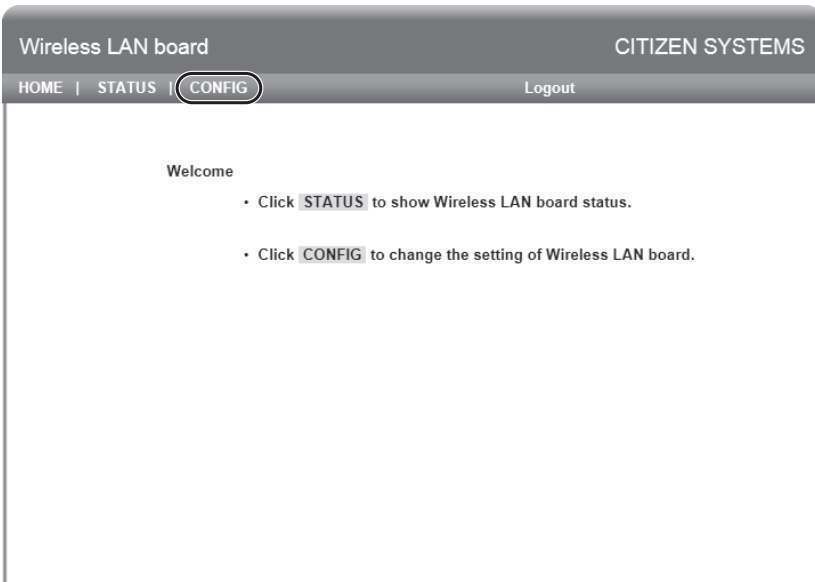 Wireless LAN board CITIZEN SYSTEMS
HOME | STATUS | CONFIG Logout
Welcome
• Click STATUS to show Wireless LAN board status.
• Click CONFIG to change the setting of Wireless LAN board.